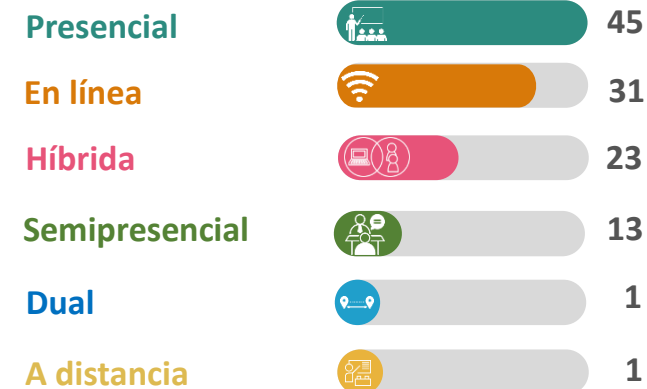 Presencial 45
En línea 31
Híbrida 23
Semipresencial 13
Dual 1
A distancia 1